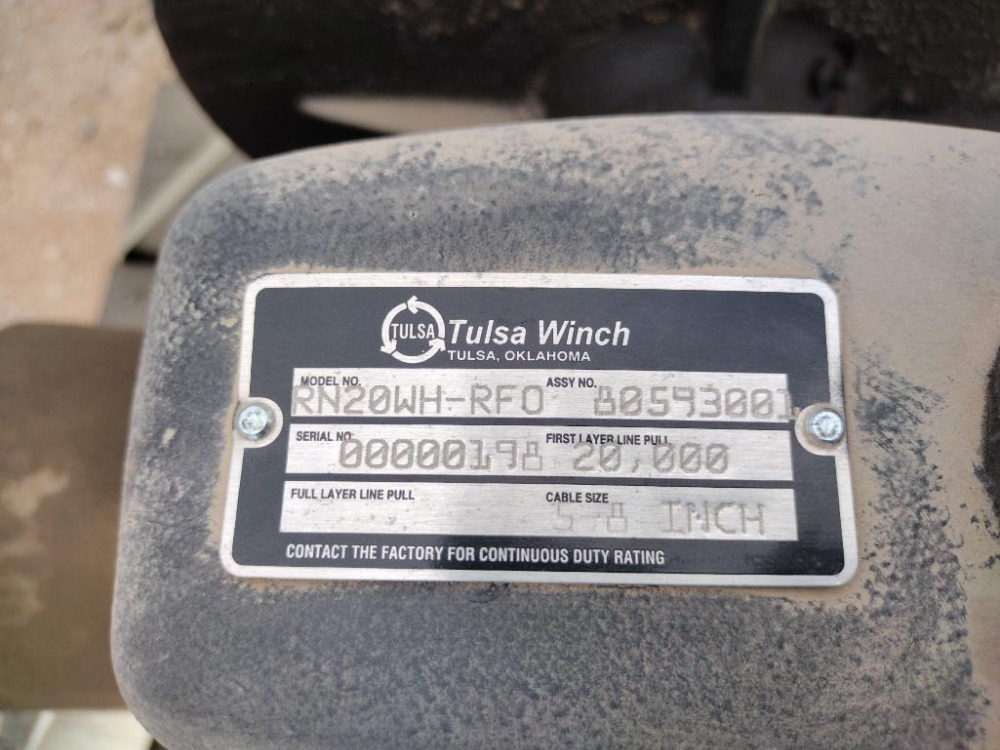 TULSA Tulsa Winch
TULSA, OKLAHOMA
MODEL NO. ASSY NO.
RN20WH-RFO 80593001
SERIAL NO. FIRST LAYER LINE PULL
00000198 20,000
FULL LAYER LINE PULL CABLE SIZE
5-8 INCH
CONTACT THE FACTORY FOR CONTINUOUS DUTY RATING